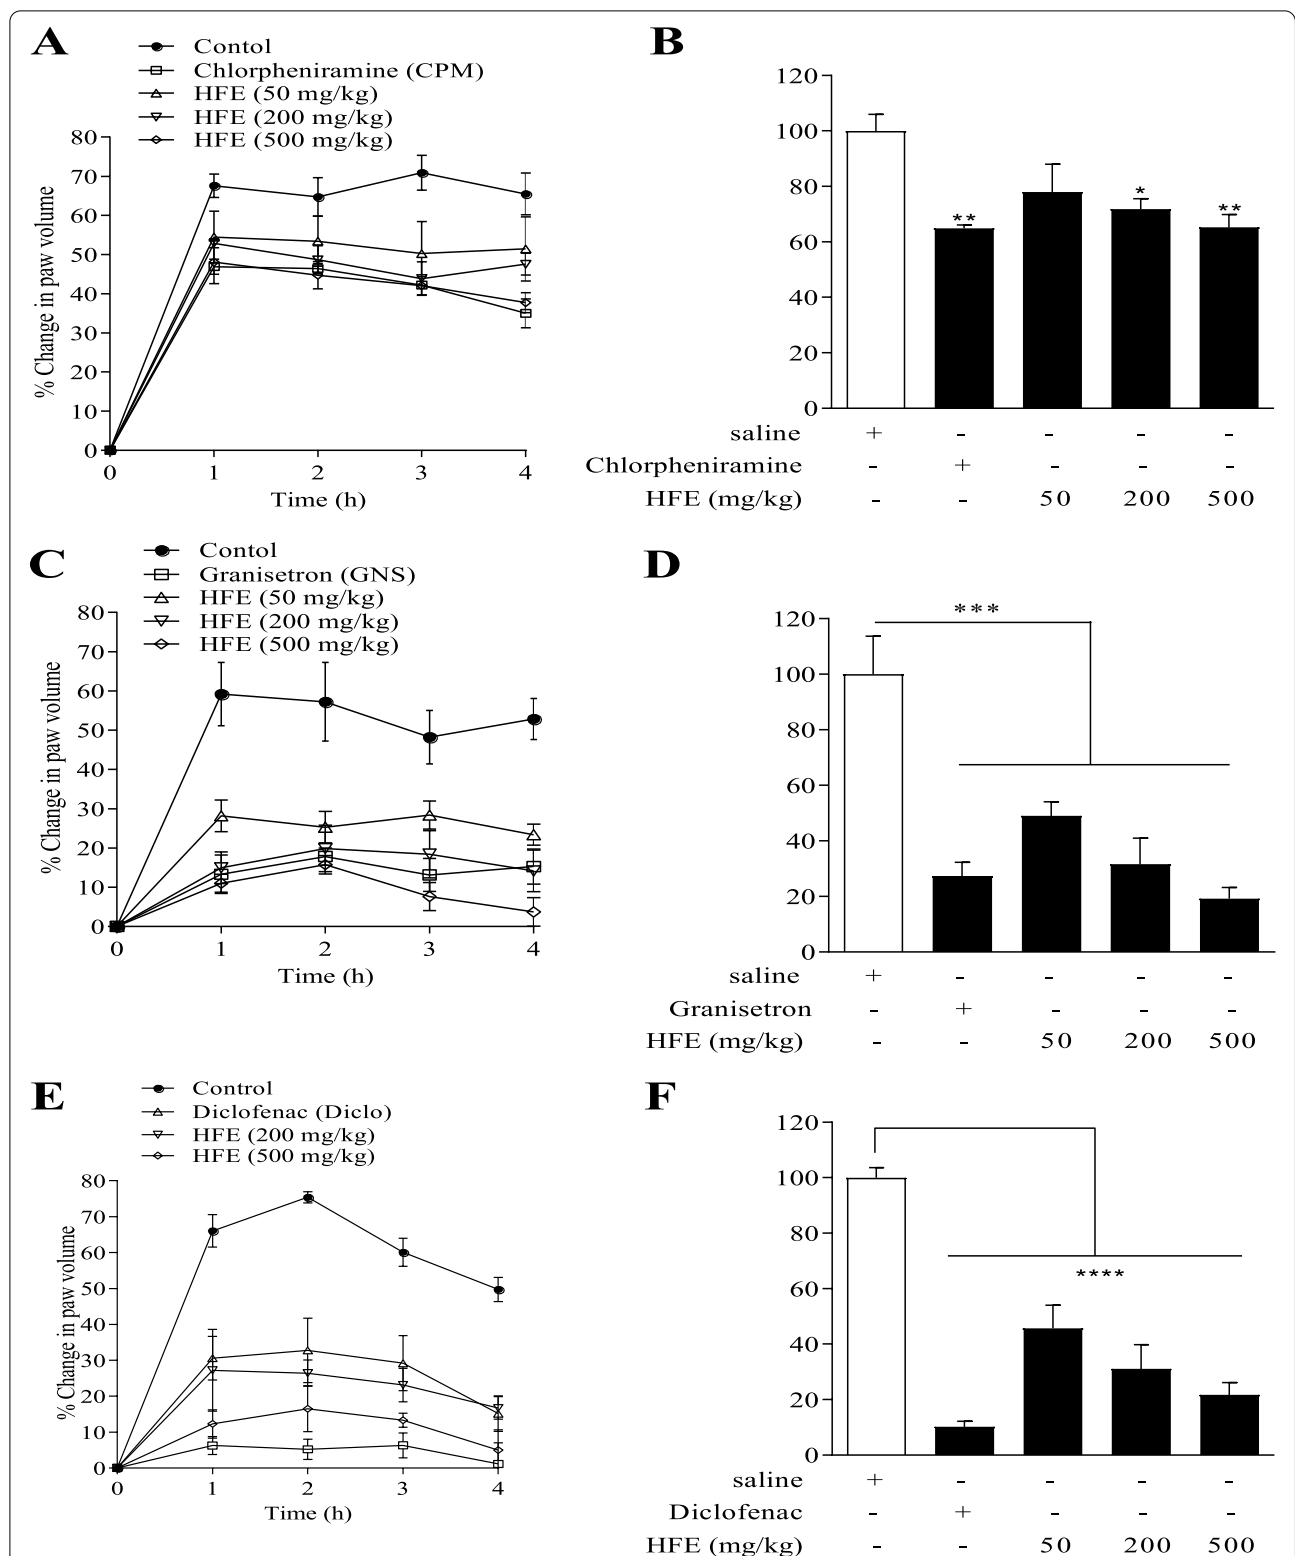 A
Contol
Chlorpheniramine (CPM)
HFE (50 mg/kg)
HFE (200 mg/kg)
HFE (500 mg/kg)
% Change in paw volume
80
70
60
50
40
30
20
10
0
0 1 2 3 4
Time (h)
B
120
100
80
60
40
20
0
** * **
saline + - - - -
Chlorpheniramine - + - - -
HFE (mg/kg) - - 50 200 500
C
Contol
Granisetron (GNS)
HFE (50 mg/kg)
HFE (200 mg/kg)
HFE (500 mg/kg)
% Change in paw volume
80
70
60
50
40
30
20
10
0
0 1 2 3 4
Time (h)
D
***
120
100
80
60
40
20
0
saline + - - - -
Granisetron - + - - -
HFE (mg/kg) - - 50 200 500
E
Control
Diclofenac (Diclo)
HFE (200 mg/kg)
HFE (500 mg/kg)
% Change in paw volume
80
70
60
50
40
30
20
10
0
0 1 2 3 4
Time (h)
F
120
100
80
60
40
20
0
****
saline + - - - -
Diclofenac - + - - -
HFE (mg/kg) - - 50 200 500